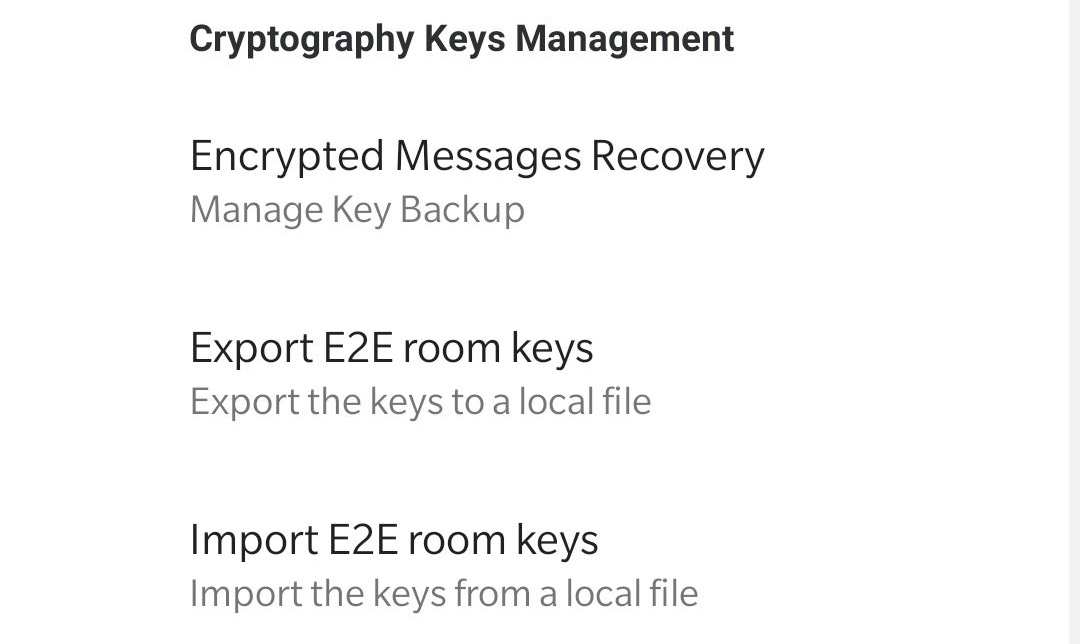 Cryptography Keys Management
Encrypted Messages Recovery
Manage Key Backup
Export E2E room keys
Export the keys to a local file
Import E2E room keys
Import the keys from a local file